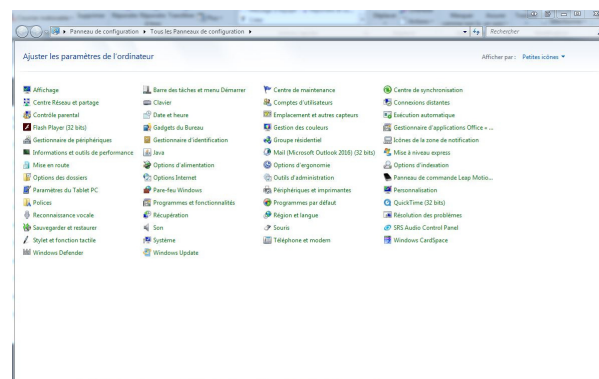 Panneau de configuration ▸ Tous les Panneaux de configuration ▸
Rechercher
Ajuster les paramètres de l'ordinateur
Afficher par : Petites icônes
Affichage
Barre des tâches et menu Démarrer
Centre de maintenance
Centre de synchronisation
Centre Réseau et partage
Clavier
Comptes d'utilisateurs
Connexions distantes
Contrôle parental
Date et heure
Emplacement et autres capteurs
Exécution automatique
Flash Player (32 bits)
Gadgets du Bureau
Gestion des couleurs
Gestionnaire d'applications Office « ...
Gestionnaire de périphériques
Gestionnaire d'identification
Groupe résidentiel
Icônes de la zone de notification
Informations et outils de performance
Java
Mail (Microsoft Outlook 2016) (32 bits)
Mise à niveau express
Mise en route
Options d'alimentation
Options d'ergonomie
Options d'indexation
Options des dossiers
Options Internet
Outils d'administration
Panneau de commande Leap Motio...
Paramètres du Tablet PC
Pare-feu Windows
Périphériques et imprimantes
Personnalisation
Polices
Programmes et fonctionnalités
Programmes par défaut
QuickTime (32 bits)
Reconnaissance vocale
Récupération
Région et langue
Résolution des problèmes
Sauvegarder et restaurer
Son
Souris
SRS Audio Control Panel
Stylet et fonction tactile
Système
Téléphone et modem
Windows CardSpace
Windows Defender
Windows Update